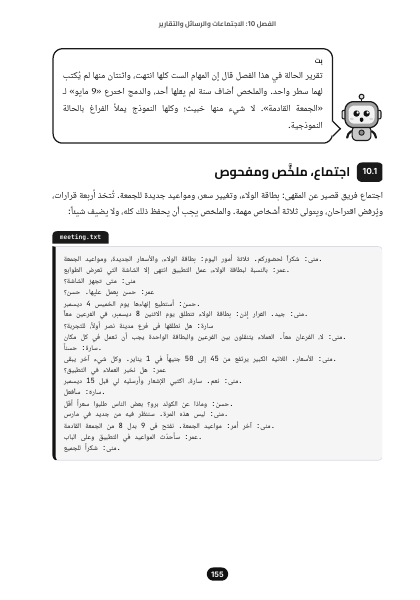 الفصل 10: الاجتماعات والرسائل والتقارير
بِت
تقرير الحالة في هذا الفصل قال إن المهام الست كلها انتهت، واثنتان منها لم يُكتب
لهما سطر واحد. والملخص أضاف سنة لم يقلها أحد، والدمج اخترع «9 مايو» لـ
«الجمعة القادمة». لا شيء منها خبيث؛ وكلها النموذج يملأ الفراغ بالحالة
النموذجية.
10.1 اجتماع، ملخَّص ومفحوص
اجتماع فريق قصير عن المقهى: بطاقة الولاء، وتغيير سعر، ومواعيد جديدة للجمعة. تُتخذ أربعة قرارات،
ويُرفض اقتراحان، ويتولى ثلاثة أشخاص مهمة. والملخص يجب أن يحفظ ذلك كله، ولا يضيف شيئاً:
meeting.txt
منى: شكراً لحضوركم. ثلاثة أمور اليوم: بطاقة الولاء، والأسعار الجديدة، ومواعيد الجمعة.
عمر: بالنسبة لبطاقة الولاء، عمل التطبيق انتهى إلا الشاشة التي تعرض الطوابع.
منى: متى تجهز الشاشة؟
عمر: حسن يعمل عليها. حسن؟
حسن: أستطيع إنهاءها يوم الخميس 4 ديسمبر.
منى: جيد. القرار إذن: بطاقة الولاء تنطلق يوم الاثنين 8 ديسمبر، في الفرعين معاً.
سارة: هل نطلقها في فرع مدينة نصر أولاً، للتجربة؟
منى: لا، الفرعان معاً. العملاء يتنقلون بين الفرعين والبطاقة الواحدة يجب أن تعمل في كل مكان.
سارة: حسناً.
منى: الأسعار. اللاتيه الكبير يرتفع من 45 إلى 50 جنيهاً في 1 يناير. وكل شيء آخر يبقى.
عمر: هل نخبر العملاء في التطبيق؟
منى: نعم. سارة، اكتبي الإشعار وأرسليه لي قبل 15 ديسمبر.
سارة: سأفعل.
حسن: وماذا عن الكولد برو؟ بعض الناس طلبوا سعراً أقل.
منى: ليس هذه المرة. سننظر فيه من جديد في مارس.
منى: آخر أمر: مواعيد الجمعة. نفتح في 9 بدل 8 من الجمعة القادمة.
عمر: سأحدّث المواعيد في التطبيق وعلى الباب.
منى: شكراً للجميع.
155